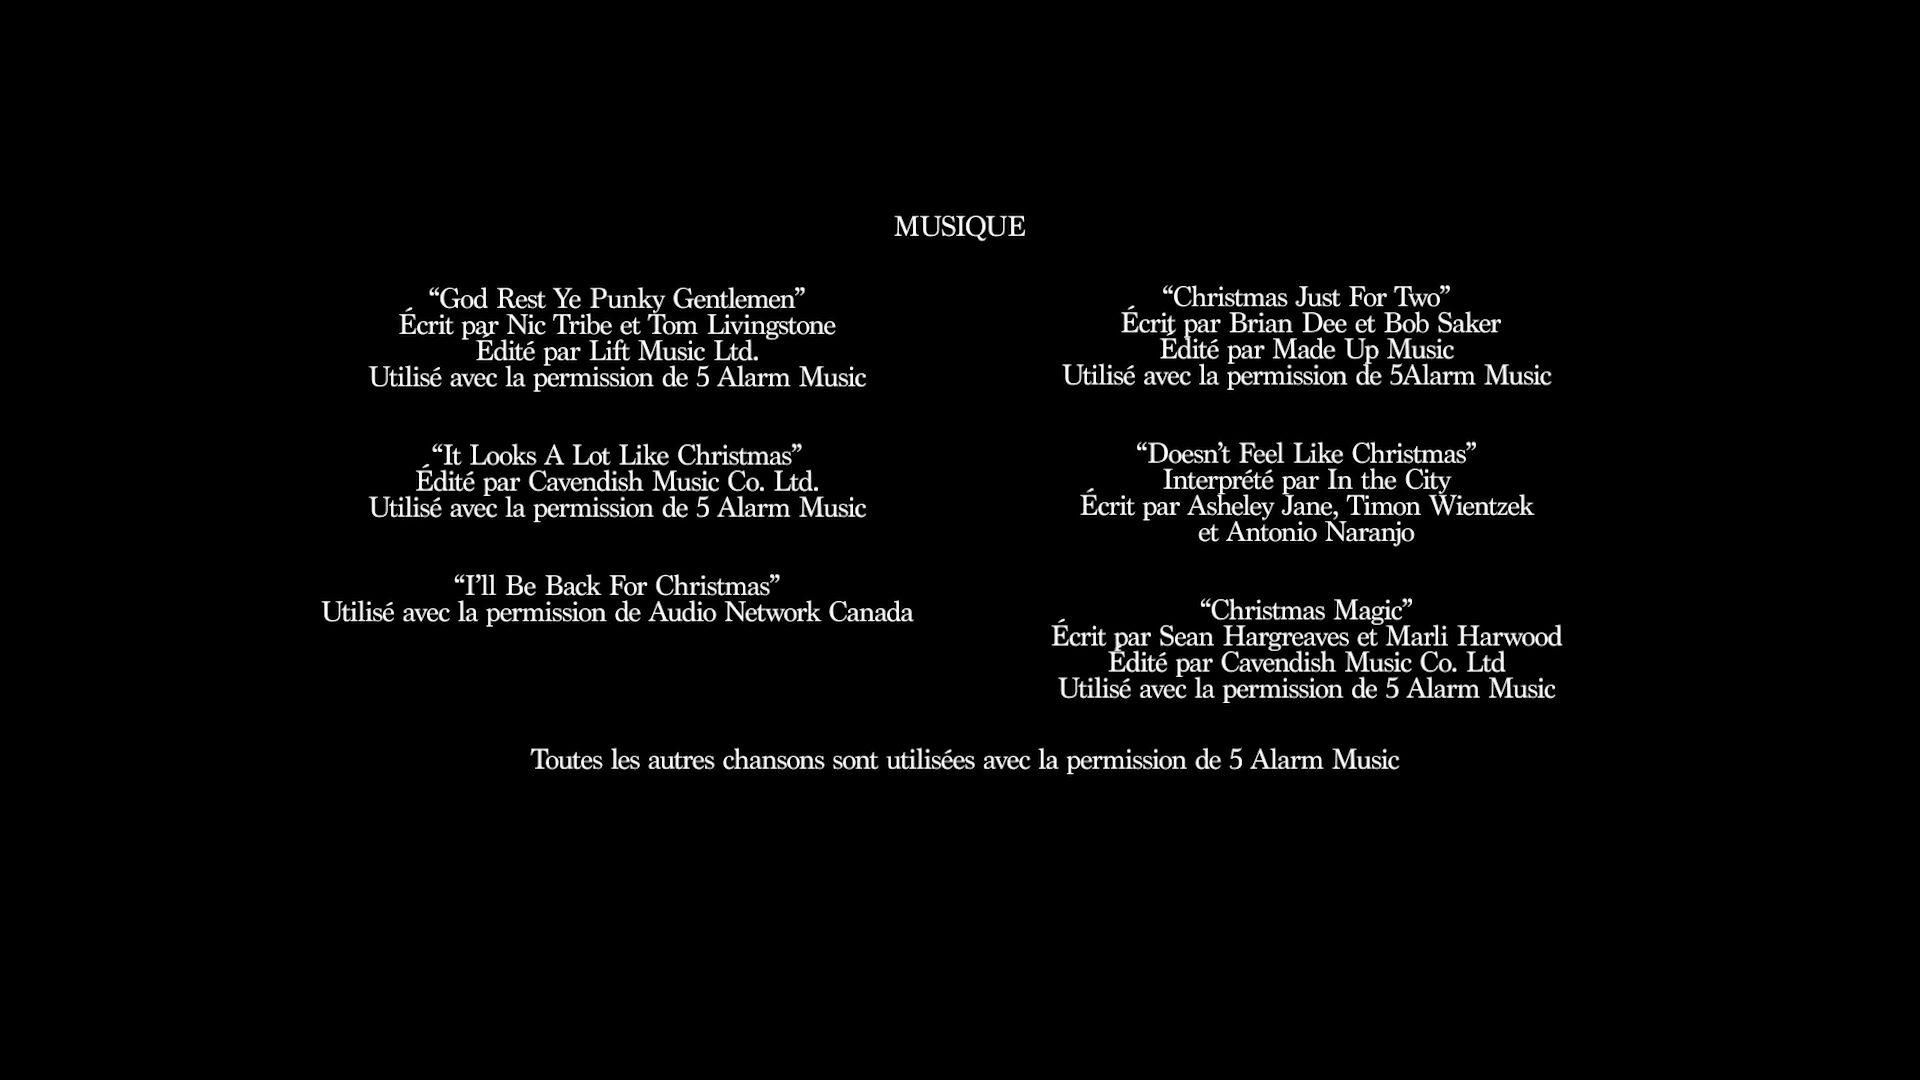 MUSIQUE
“God Rest Ye Punky Gentlemen”
Écrit par Nic Tribe et Tom Livingstone
Édité par Lift Music Ltd.
Utilisé avec la permission de 5 Alarm Music
“It Looks A Lot Like Christmas”
Édité par Cavendish Music Co. Ltd.
Utilisé avec la permission de 5 Alarm Music
“I’ll Be Back For Christmas”
Utilisé avec la permission de Audio Network Canada
“Christmas Just For Two”
Écrit par Brian Dee et Bob Saker
Édité par Made Up Music
Utilisé avec la permission de 5Alarm Music
“Doesn’t Feel Like Christmas”
Interprété par In the City
Écrit par Asheley Jane, Timon Wientzek
et Antonio Naranjo
“Christmas Magic”
Écrit par Sean Hargreaves et Marli Harwood
Édité par Cavendish Music Co. Ltd
Utilisé avec la permission de 5 Alarm Music
Toutes les autres chansons sont utilisées avec la permission de 5 Alarm Music